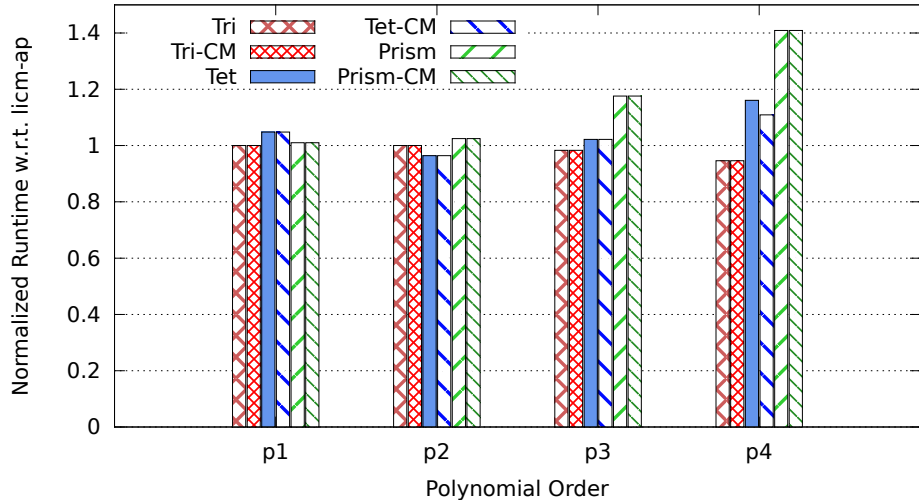 Normalized Runtime w.r.t. licm-ap
1.4
1.2
1
0.8
0.6
0.4
0.2
0
Tri
Tri-CM
Tet
Tet-CM
Prism
Prism-CM
p1
p2
p3
p4
Polynomial Order